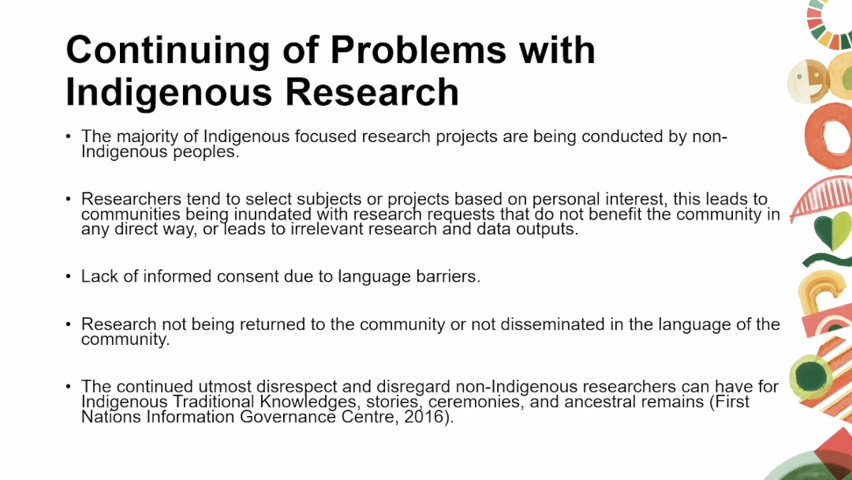 Continuing of Problems with
Indigenous Research
• The majority of Indigenous focused research projects are being conducted by non-
Indigenous peoples.
• Researchers tend to select subjects or projects based on personal interest, this leads to
communities being inundated with research requests that do not benefit the community in
any direct way, or leads to irrelevant research and data outputs.
• Lack of informed consent due to language barriers.
• Research not being returned to the community or not disseminated in the language of the
community.
• The continued utmost disrespect and disregard non-Indigenous researchers can have for
Indigenous Traditional Knowledges, stories, ceremonies, and ancestral remains (First
Nations Information Governance Centre, 2016).